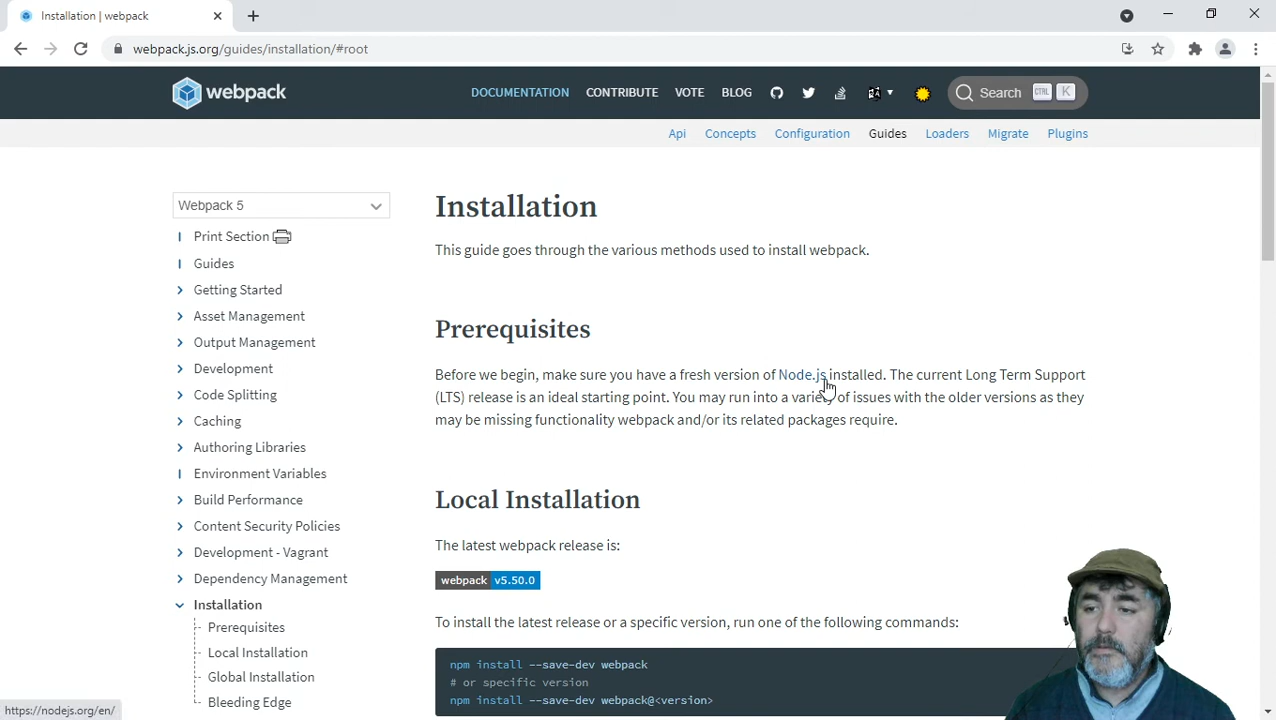 Installation | webpack
webpack.js.org/guides/installation/#root
webpack
DOCUMENTATION CONTRIBUTE VOTE BLOG
Search CTRL K
Api Concepts Configuration Guides Loaders Migrate Plugins
Webpack 5
Print Section
Guides
Getting Started
Asset Management
Output Management
Development
Code Splitting
Caching
Authoring Libraries
Environment Variables
Build Performance
Content Security Policies
Development - Vagrant
Dependency Management
Installation
Prerequisites
Local Installation
Global Installation
Bleeding Edge
Installation
This guide goes through the various methods used to install webpack.
Prerequisites
Before we begin, make sure you have a fresh version of Node.js installed. The current Long Term Support
(LTS) release is an ideal starting point. You may run into a variety of issues with the older versions as they
may be missing functionality webpack and/or its related packages require.
Local Installation
The latest webpack release is:
webpack v5.50.0
To install the latest release or a specific version, run one of the following commands:
npm install --save-dev webpack
# or specific version
npm install --save-dev webpack@<version>
https://nodejs.org/en/